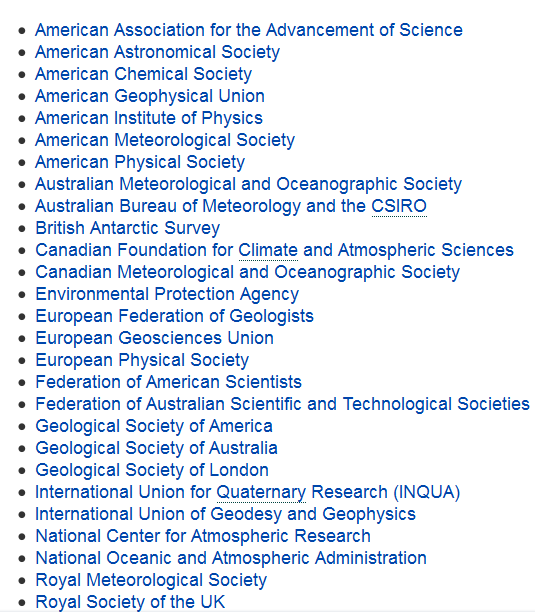 American Association for the Advancement of Science
American Astronomical Society
American Chemical Society
American Geophysical Union
American Institute of Physics
American Meteorological Society
American Physical Society
Australian Meteorological and Oceanographic Society
Australian Bureau of Meteorology and the CSIRO
British Antarctic Survey
Canadian Foundation for Climate and Atmospheric Sciences
Canadian Meteorological and Oceanographic Society
Environmental Protection Agency
European Federation of Geologists
European Geosciences Union
European Physical Society
Federation of American Scientists
Federation of Australian Scientific and Technological Societies
Geological Society of America
Geological Society of Australia
Geological Society of London
International Union for Quaternary Research (INQUA)
International Union of Geodesy and Geophysics
National Center for Atmospheric Research
National Oceanic and Atmospheric Administration
Royal Meteorological Society
Royal Society of the UK